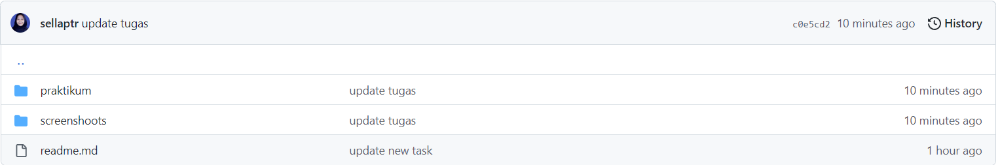 sellaptr update tugas c0e5cd2 10 minutes ago History
..
praktikum update tugas 10 minutes ago
screenshoots update tugas 10 minutes ago
readme.md update new task 1 hour ago